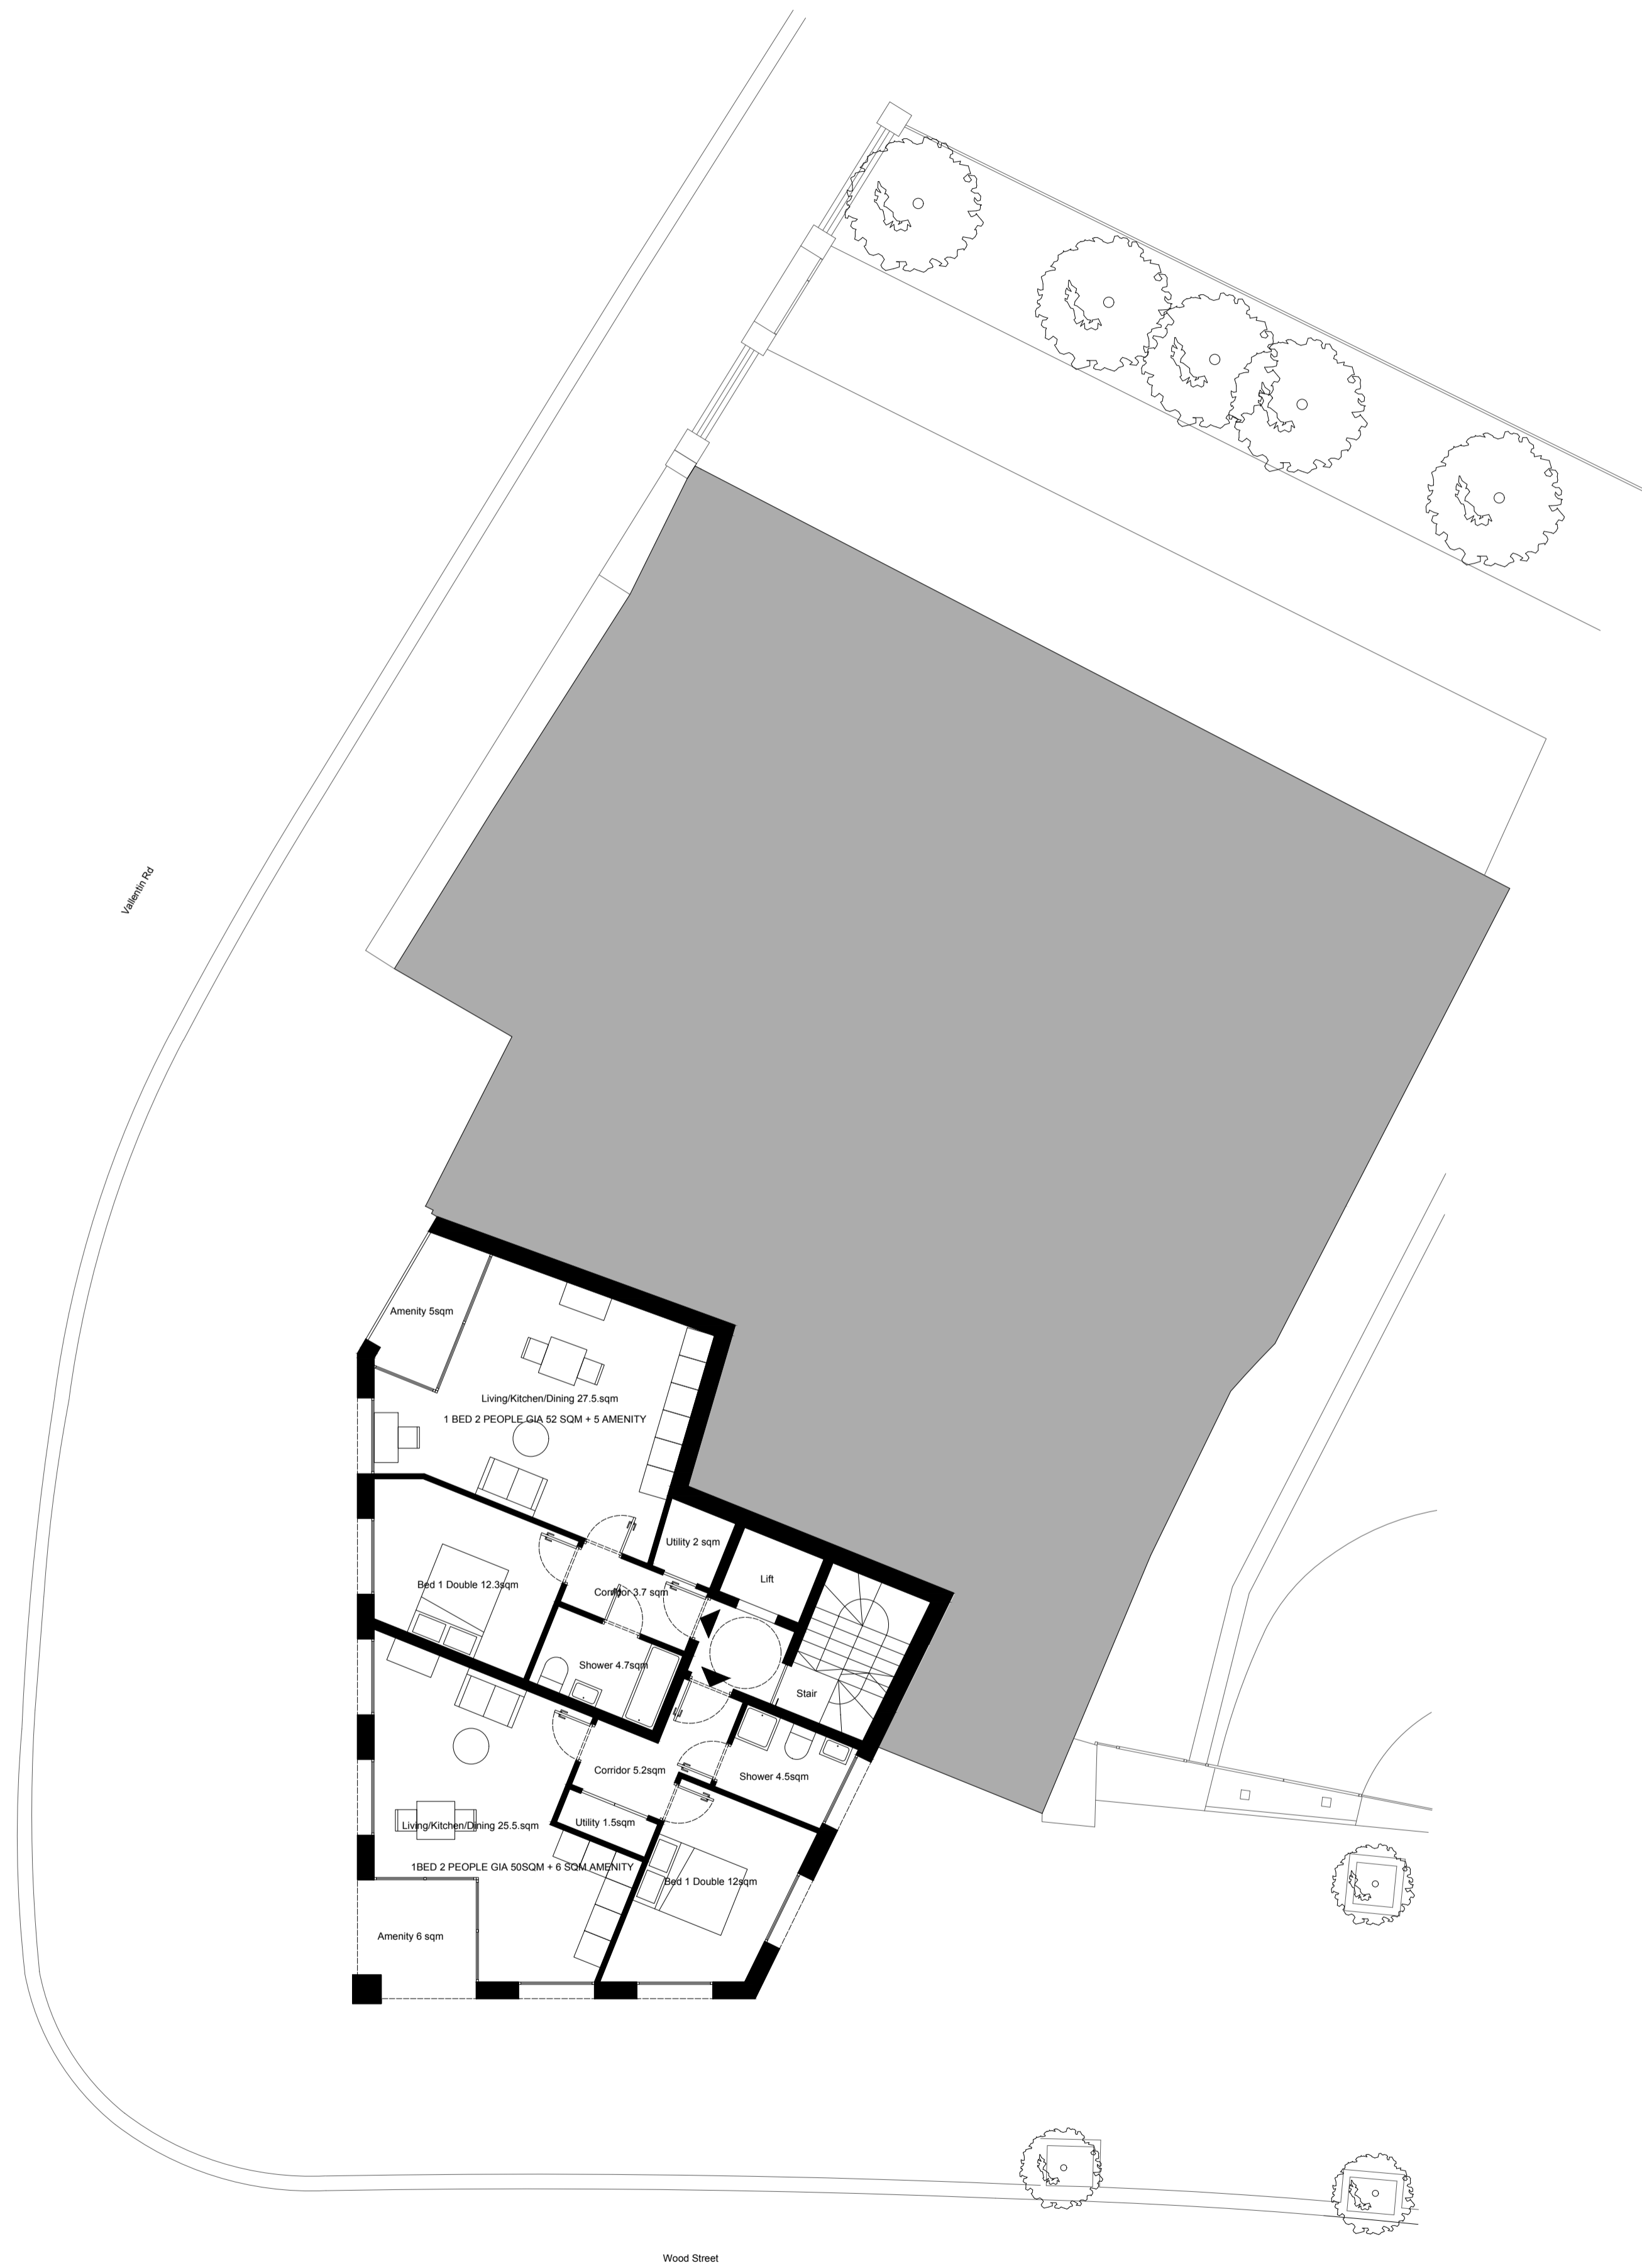 Vallentin Rd
Amenity 5sqm
Living/Kitchen/Dining 27.5.sqm
1 BED 2 PEOPLE GIA 52 SQM + 5 AMENITY
Utility 2 sqm
Lift
Bed 1 Double 12.3sqm
Corridor 3.7 sqm
Shower 4.7sqm
Stair
Corridor 5.2sqm
Shower 4.5sqm
Utility 1.5sqm
Living/Kitchen/Dining 25.5.sqm
1BED 2 PEOPLE GIA 50SQM + 6 SQM AMENITY
Bed 1 Double 12sqm
Amenity 6 sqm
Wood Street